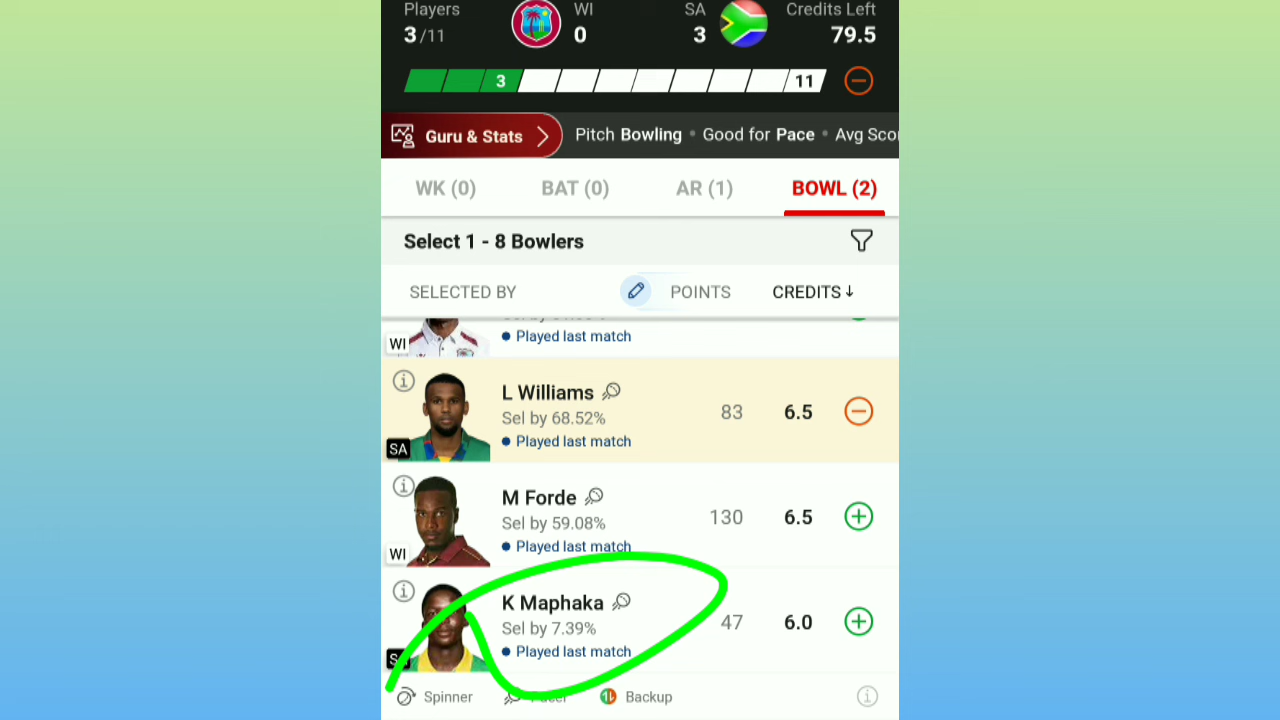 Players WI SA Credits Left
3/11 0 3 79.5
3 11
Guru & Stats Pitch Bowling • Good for Pace • Avg Sco
WK (0) BAT (0) AR (1) BOWL (2)
Select 1 - 8 Bowlers
SELECTED BY POINTS CREDITS↓
WI Played last match
L Williams
Sel by 68.52% 83 6.5
SA Played last match
M Forde
Sel by 59.08% 130 6.5
WI Played last match
K Maphaka
Sel by 7.39% 47 6.0
Played last match
Spinner Backup